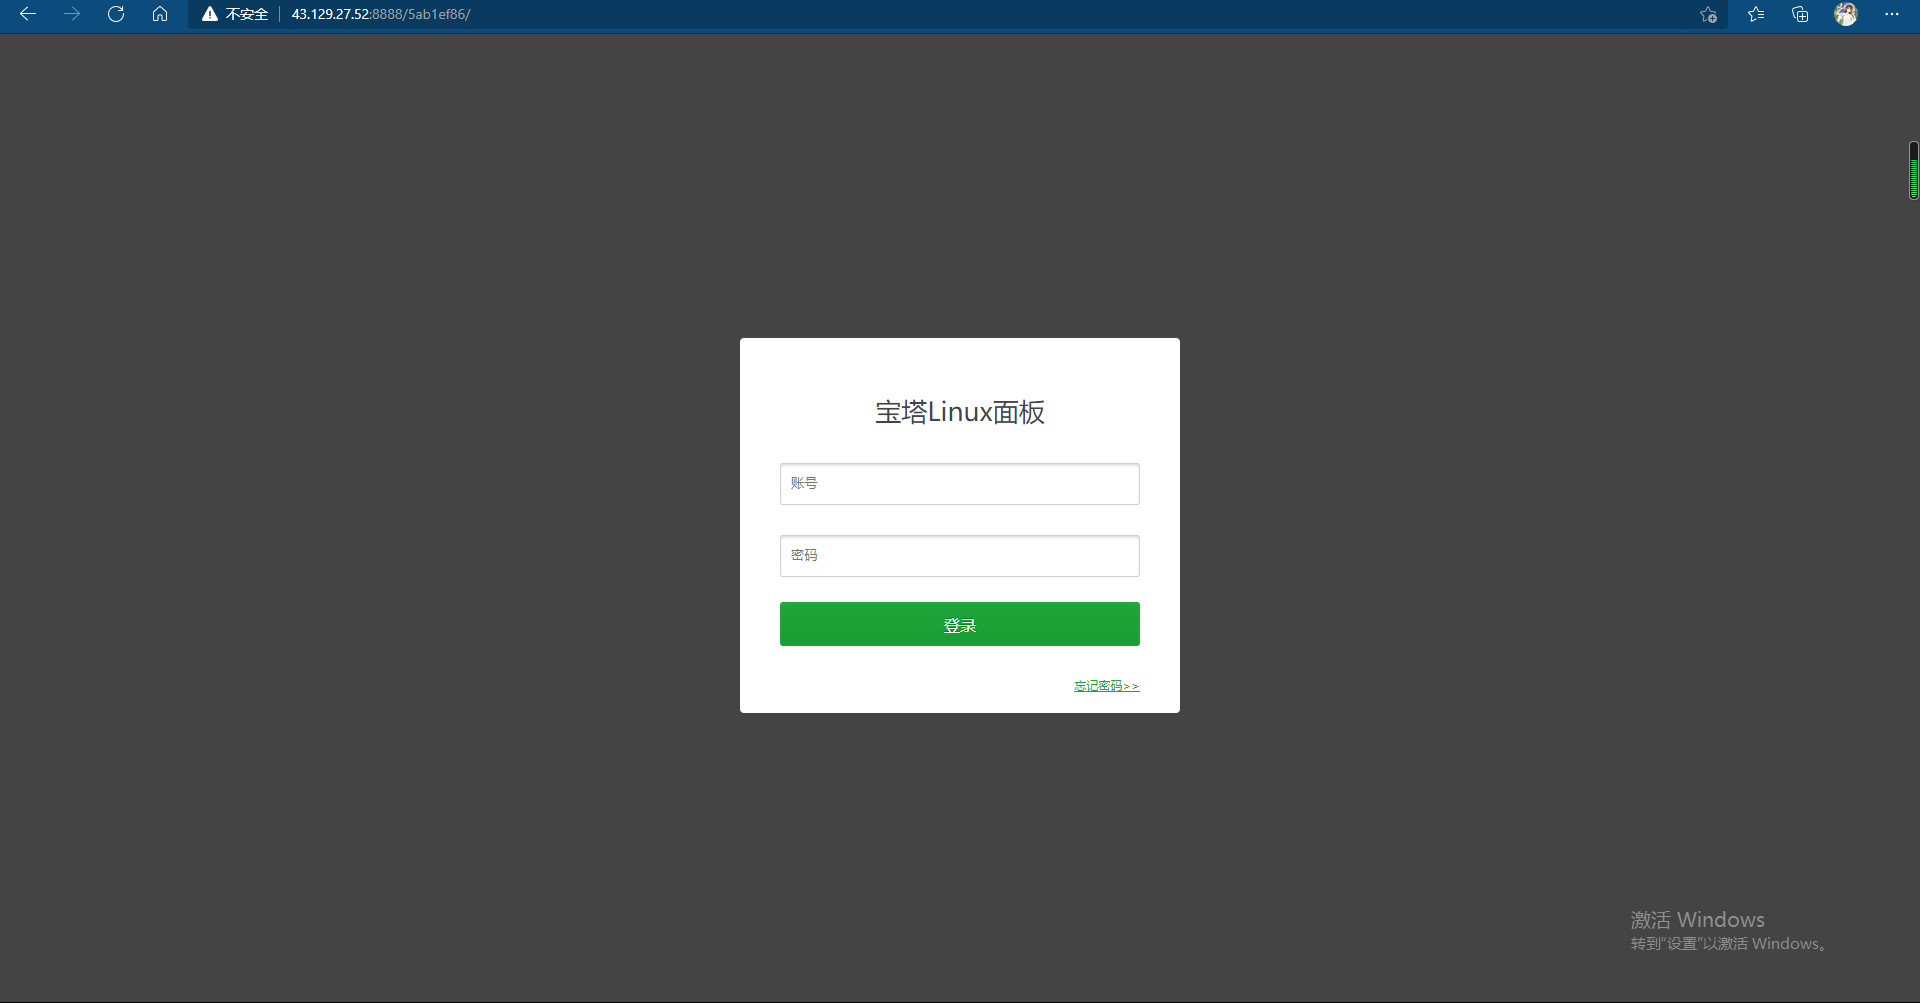 不安全 43.129.27.52:8888/5ab1ef86/
宝塔Linux面板
账号
密码
登录
忘记密码>>
激活 Windows
转到"设置"以激活 Windows。